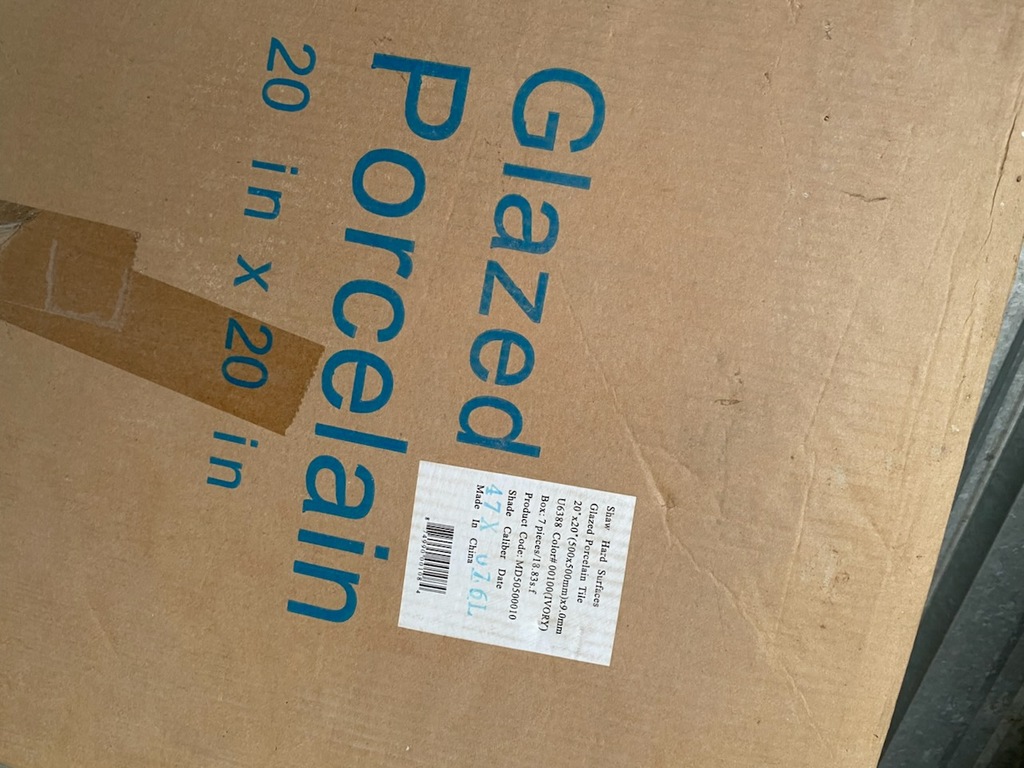 Glazed
Porcelain
20 in x 20 in
Shaw Hard Surfaces
Glazed Porcelain Tile
20"x20"(500x500mm)x9.0mm
U6388 Color# 00100(IVORY)
Box: 7 pieces/18.83s.f
Product Code: MD50500010
Shade Caliber Date
47X
Made In China